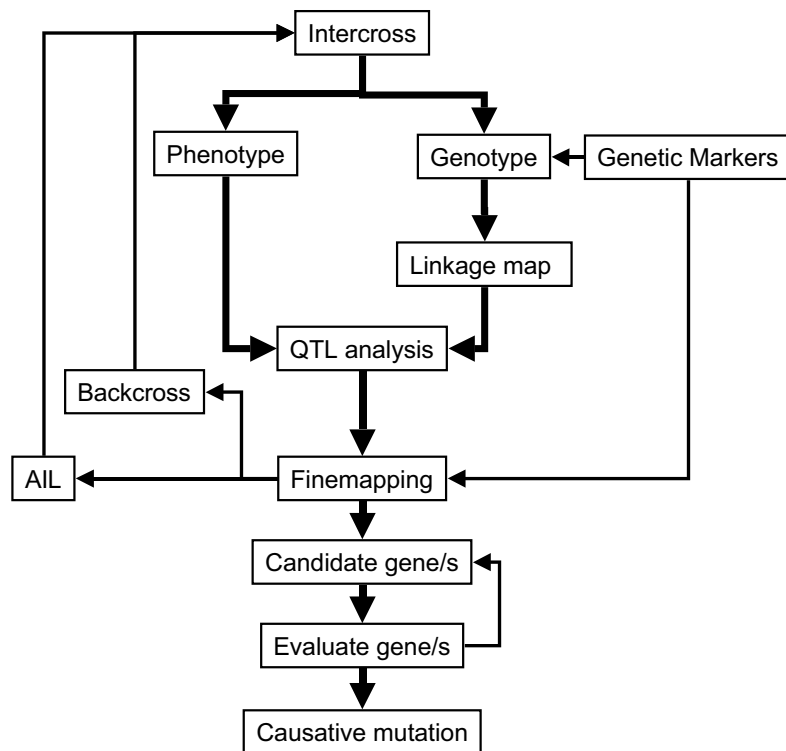 Intercross
Phenotype
Genotype
Genetic Markers
Linkage map
QTL analysis
Backcross
AIL
Finemapping
Candidate gene/s
Evaluate gene/s
Causative mutation